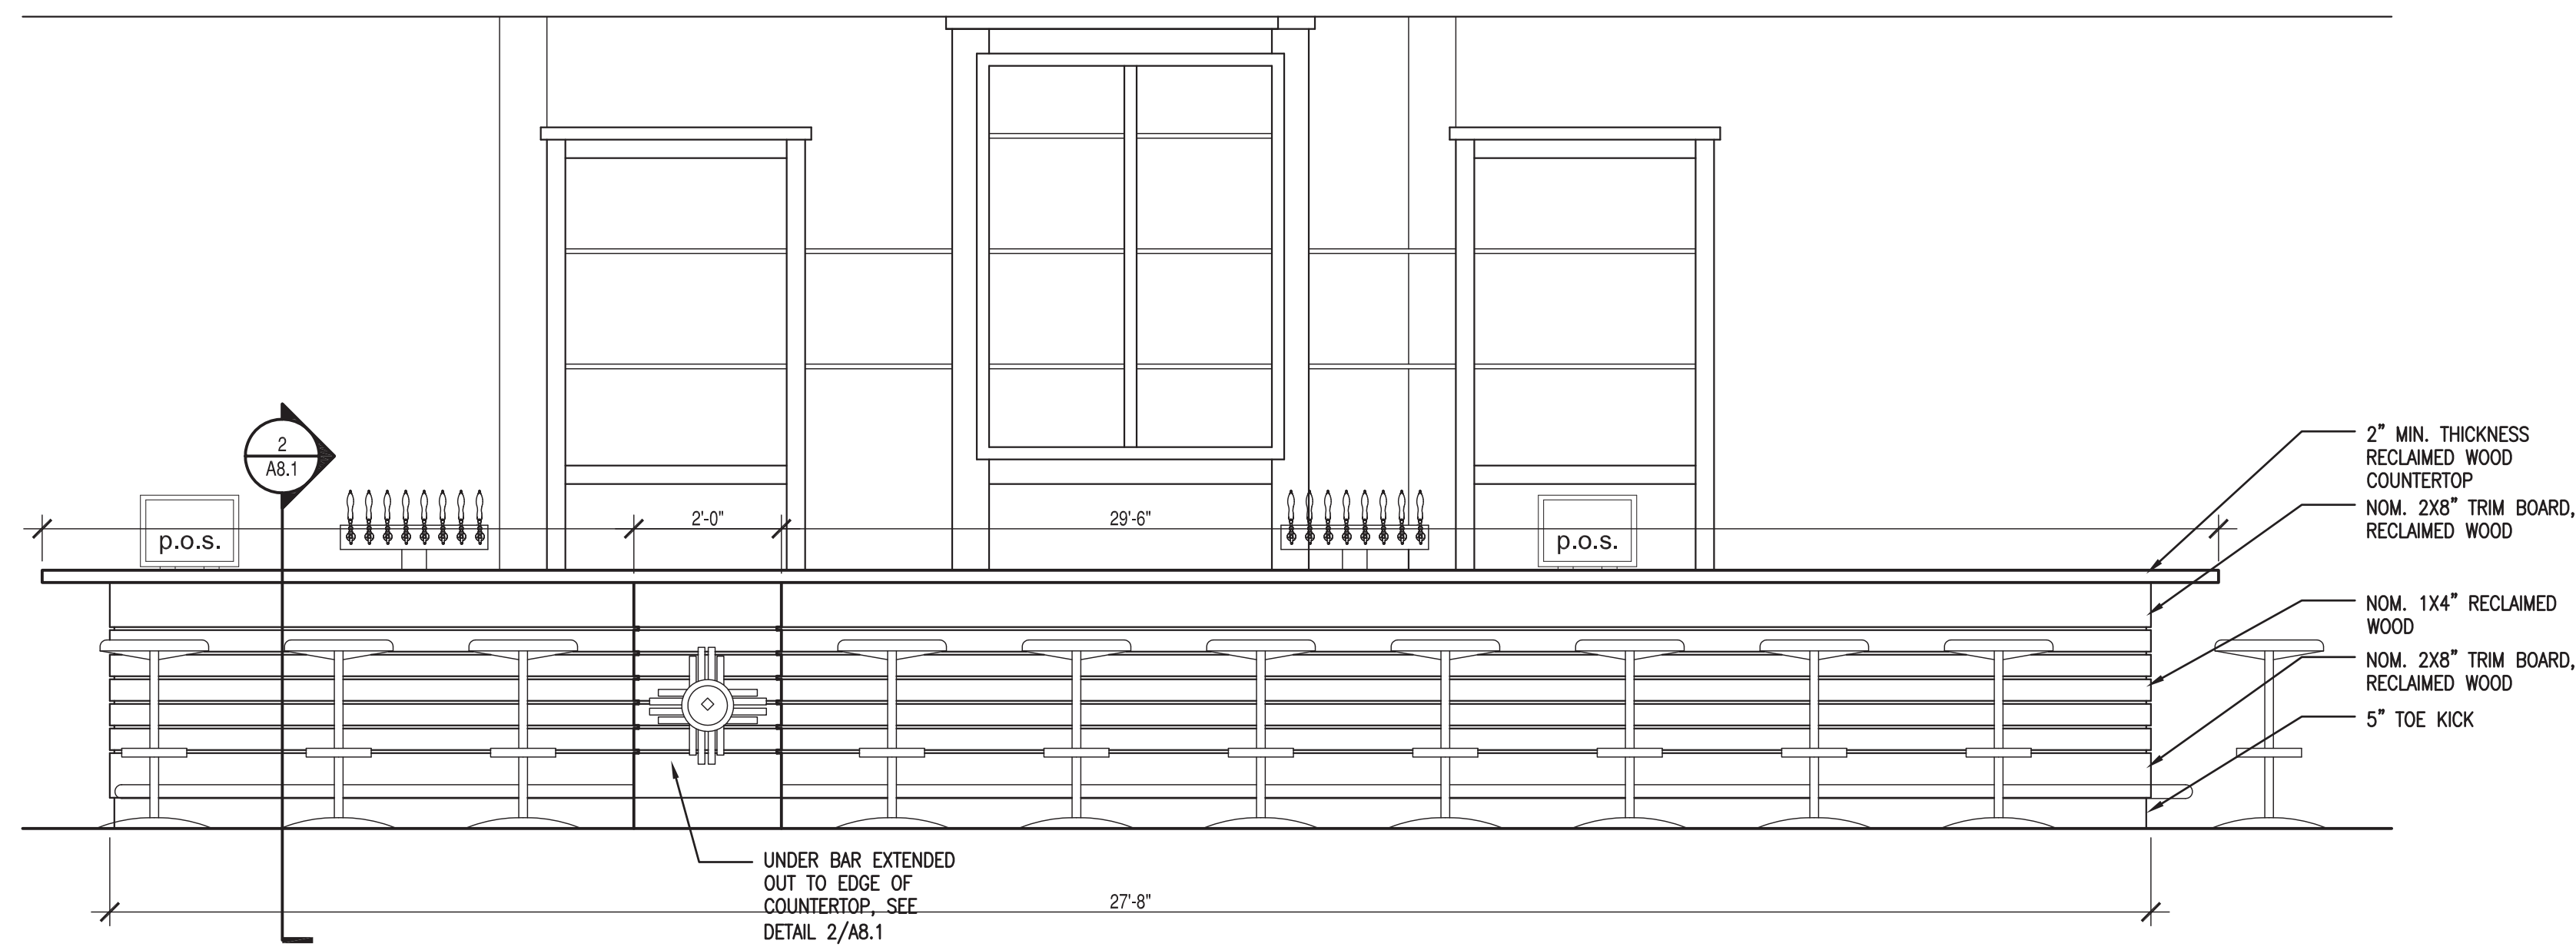 2
A8.1
p.o.s.
2'-0"
29'-6"
p.o.s.
2” MIN. THICKNESS
RECLAIMED WOOD
COUNTERTOP
NOM. 2X8” TRIM BOARD,
RECLAIMED WOOD
NOM. 1X4” RECLAIMED
WOOD
NOM. 2X8” TRIM BOARD,
RECLAIMED WOOD
5” TOE KICK
UNDER BAR EXTENDED
OUT TO EDGE OF
COUNTERTOP, SEE
DETAIL 2/A8.1
27'-8"